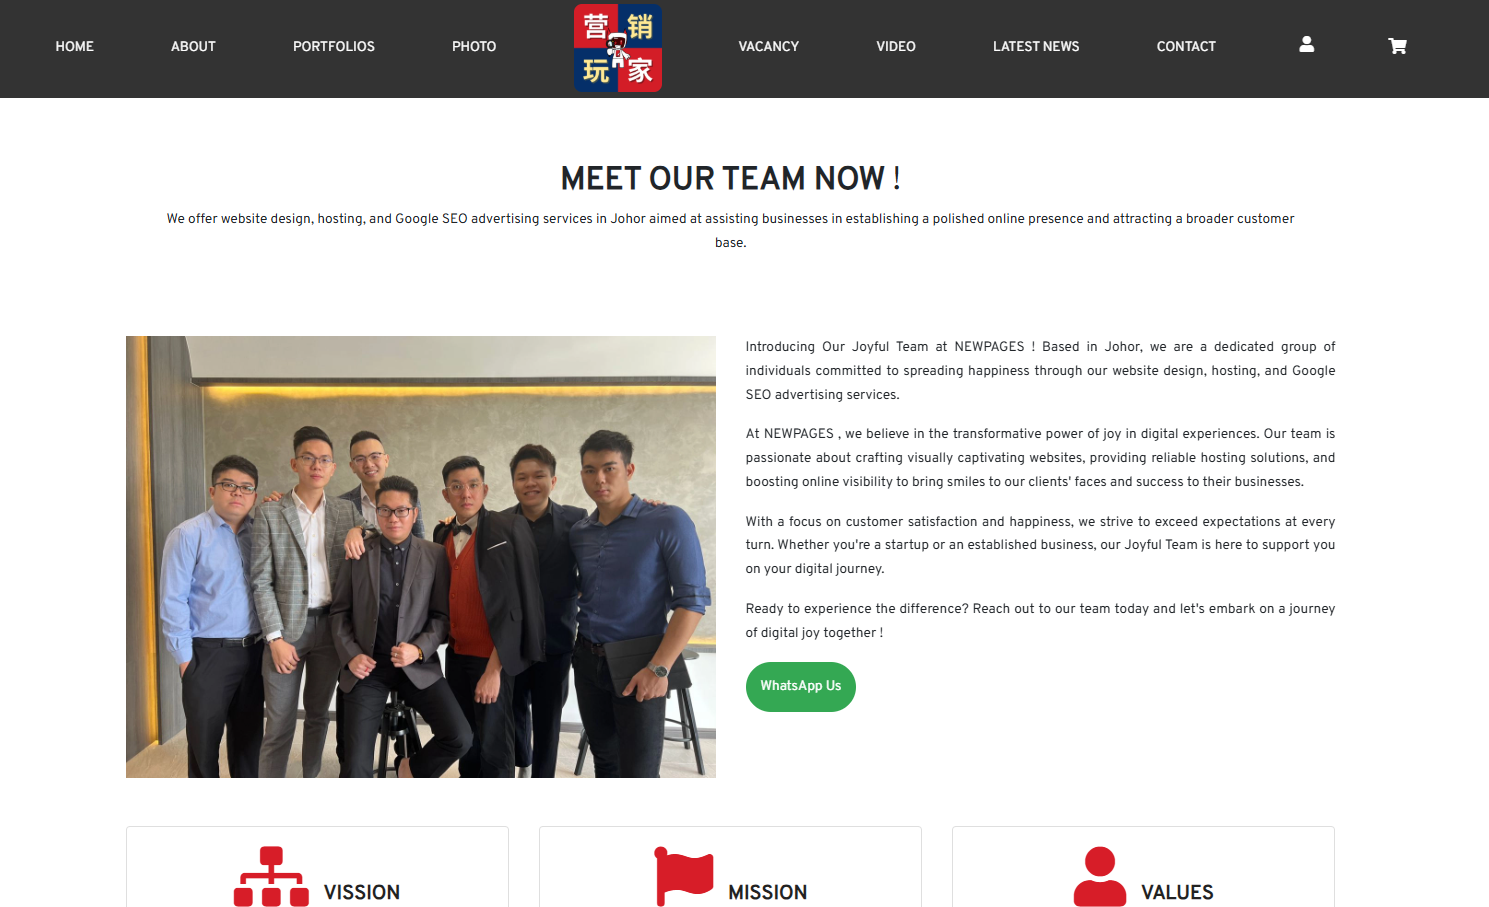 HOME ABOUT PORTFOLIOS PHOTO
营销
玩家
VACANCY VIDEO LATEST NEWS CONTACT
MEET OUR TEAM NOW !
We offer website design, hosting, and Google SEO advertising services in Johor aimed at assisting businesses in establishing a polished online presence and attracting a broader customer
base.
Introducing Our Joyful Team at NEWPAGES ! Based in Johor, we are a dedicated group of
individuals committed to spreading happiness through our website design, hosting, and Google
SEO advertising services.
At NEWPAGES , we believe in the transformative power of joy in digital experiences. Our team is
passionate about crafting visually captivating websites, providing reliable hosting solutions, and
boosting online visibility to bring smiles to our clients' faces and success to their businesses.
With a focus on customer satisfaction and happiness, we strive to exceed expectations at every
turn. Whether you're a startup or an established business, our Joyful Team is here to support you
on your digital journey.
Ready to experience the difference? Reach out to our team today and let's embark on a journey
of digital joy together !
WhatsApp Us
VISSION
MISSION
VALUES